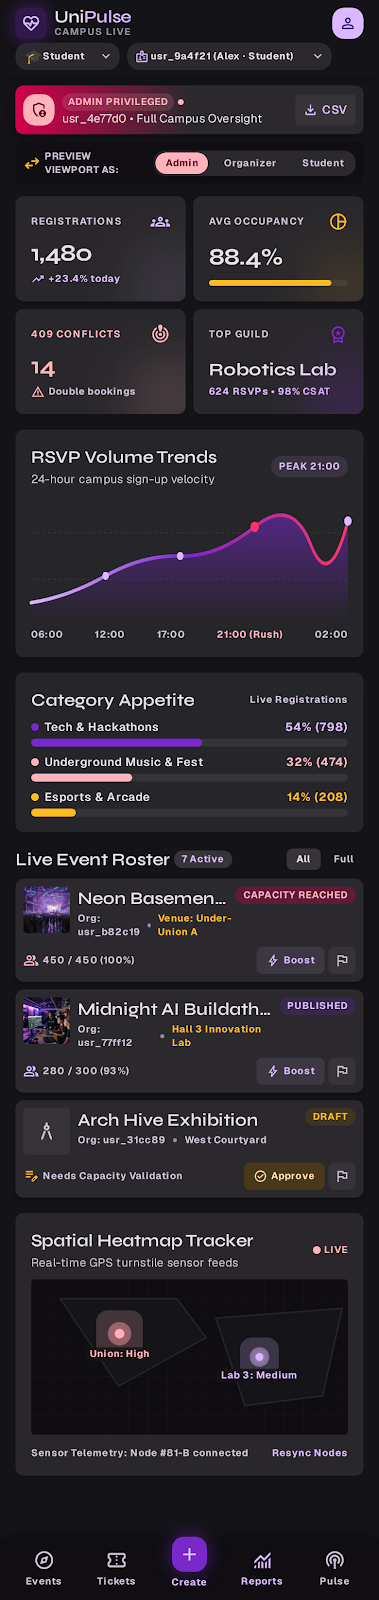 UniPulse
CAMPUS LIVE
Student
usr_9a4f21 (Alex · Student)
ADMIN PRIVILEGED
usr_4e77d0 • Full Campus Oversight
CSV
PREVIEW
VIEWPORT AS:
Admin
Organizer
Student
REGISTRATIONS
1,480
+23.4% today
AVG OCCUPANCY
88.4%
409 CONFLICTS
14
Double bookings
TOP GUILD
Robotics Lab
624 RSVPs • 98% CSAT
RSVP Volume Trends
24-hour campus sign-up velocity
PEAK 21:00
06:00 12:00 17:00 21:00 (Rush) 02:00
Category Appetite
Live Registrations
Tech & Hackathons 54% (798)
Underground Music & Fest 32% (474)
Esports & Arcade 14% (208)
Live Event Roster 7 Active
All Full
Neon Basemen...
CAPACITY REACHED
Org:
usr_b82c19
• Venue: Under-
Union A
450 / 450 (100%)
Boost
Midnight AI Buildath...
PUBLISHED
Org:
usr_77ff12
• Hall 3 Innovation
Lab
280 / 300 (93%)
Boost
Arch Hive Exhibition
DRAFT
Org: usr_31cc89 • West Courtyard
Needs Capacity Validation
Approve
Spatial Heatmap Tracker
Real-time GPS turnstile sensor feeds
LIVE
Union: High
Lab 3: Medium
Sensor Telemetry: Node #81-B connected
Resync Nodes
Events
Tickets
Create
Reports
Pulse